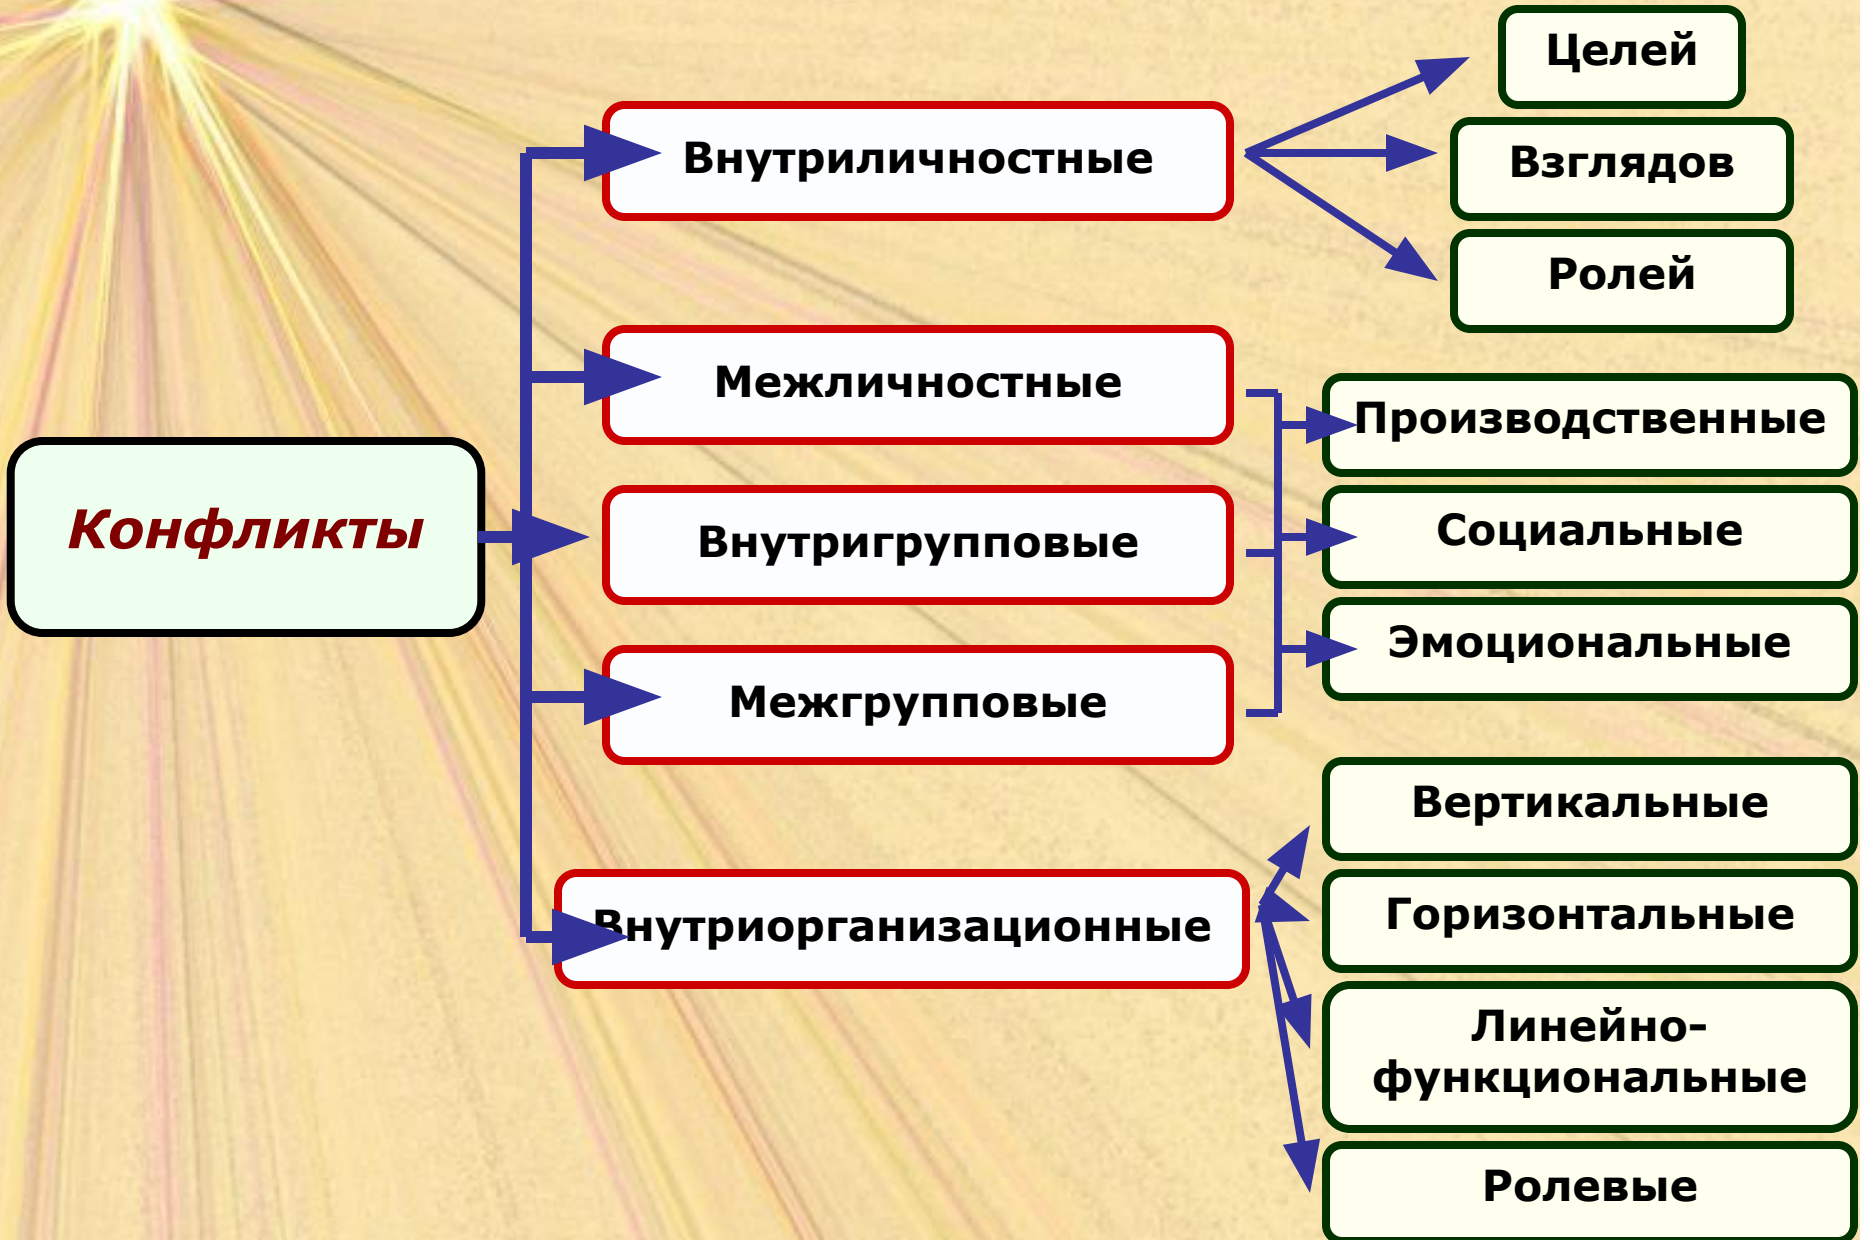 Конфликты
Внутриличностные
Целей
Взглядов
Ролей
Межличностные
Внутригрупповые
Межгрупповые
Производственные
Социальные
Эмоциональные
Внутриорганизационные
Вертикальные
Горизонтальные
Линейно-
функциональные
Ролевые